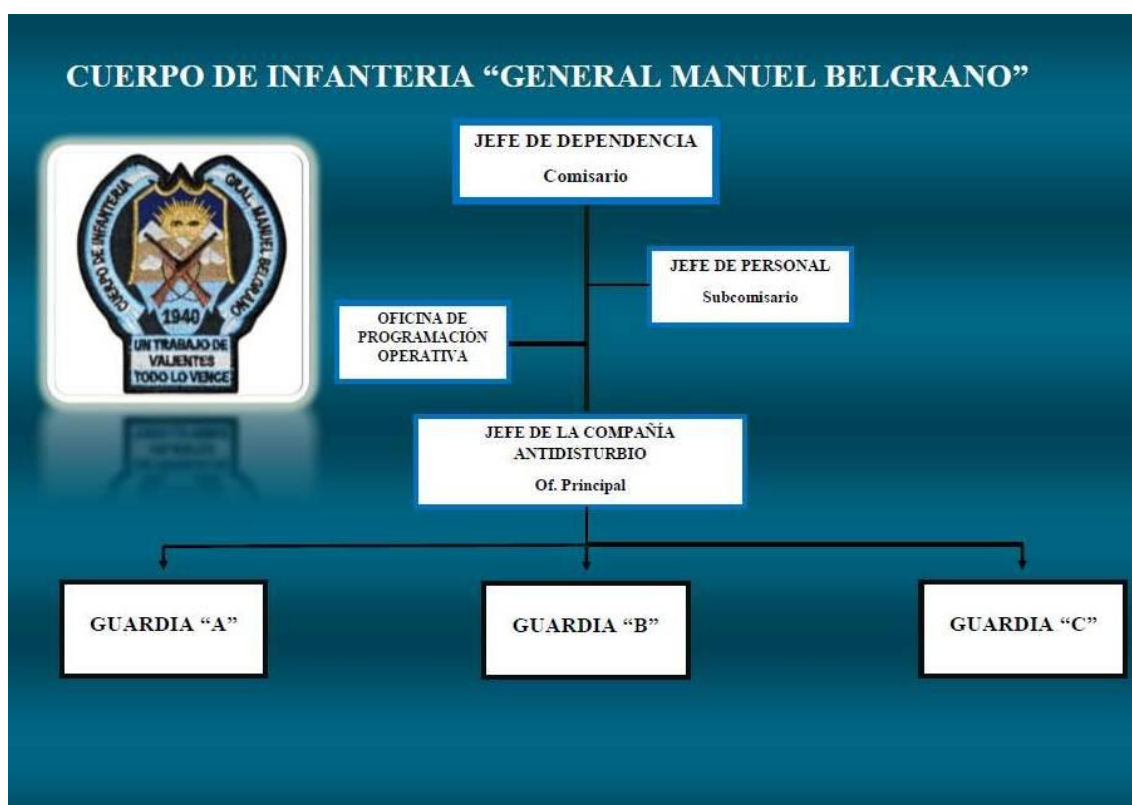 CUERPO DE INFANTERIA “GENERAL MANUEL BELGRANO”
JEFE DE DEPENDENCIA
Comisario
CUERPO DE INFANTERIA
GRAL. MANUEL BELGRANO
1940
UN TRABAJO DE
VALIENTES
TODO LO VENCE
JEFE DE PERSONAL
Subcomisario
OFICINA DE
PROGRAMACIÓN
OPERATIVA
JEFE DE LA COMPAÑÍA
ANTIDISTURBIO
Of. Principal
GUARDIA “A”
GUARDIA “B”
GUARDIA “C”